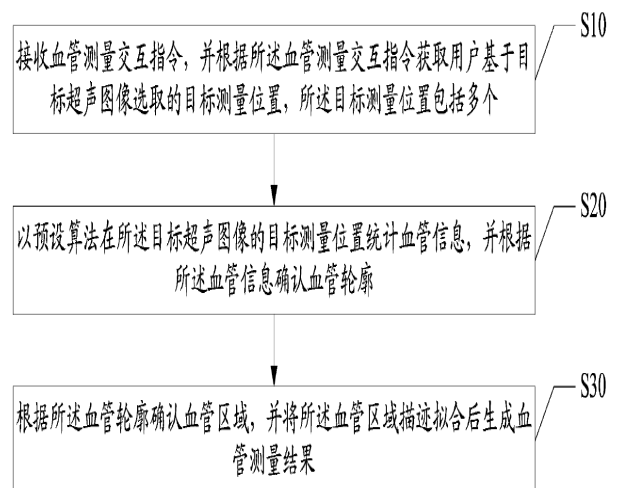 S10
接收血管测量交互指令，并根据所述血管测量交互指令获取用户基于目
标超声图像选取的目标测量位置，所述目标测量位置包括多个
S20
以预设算法在所述目标超声图像的目标测量位置统计血管信息，并根据
所述血管信息确认血管轮廓
S30
根据所述血管轮廓确认血管区域，并将所述血管区域描迹拟合后生成血
管测量结果